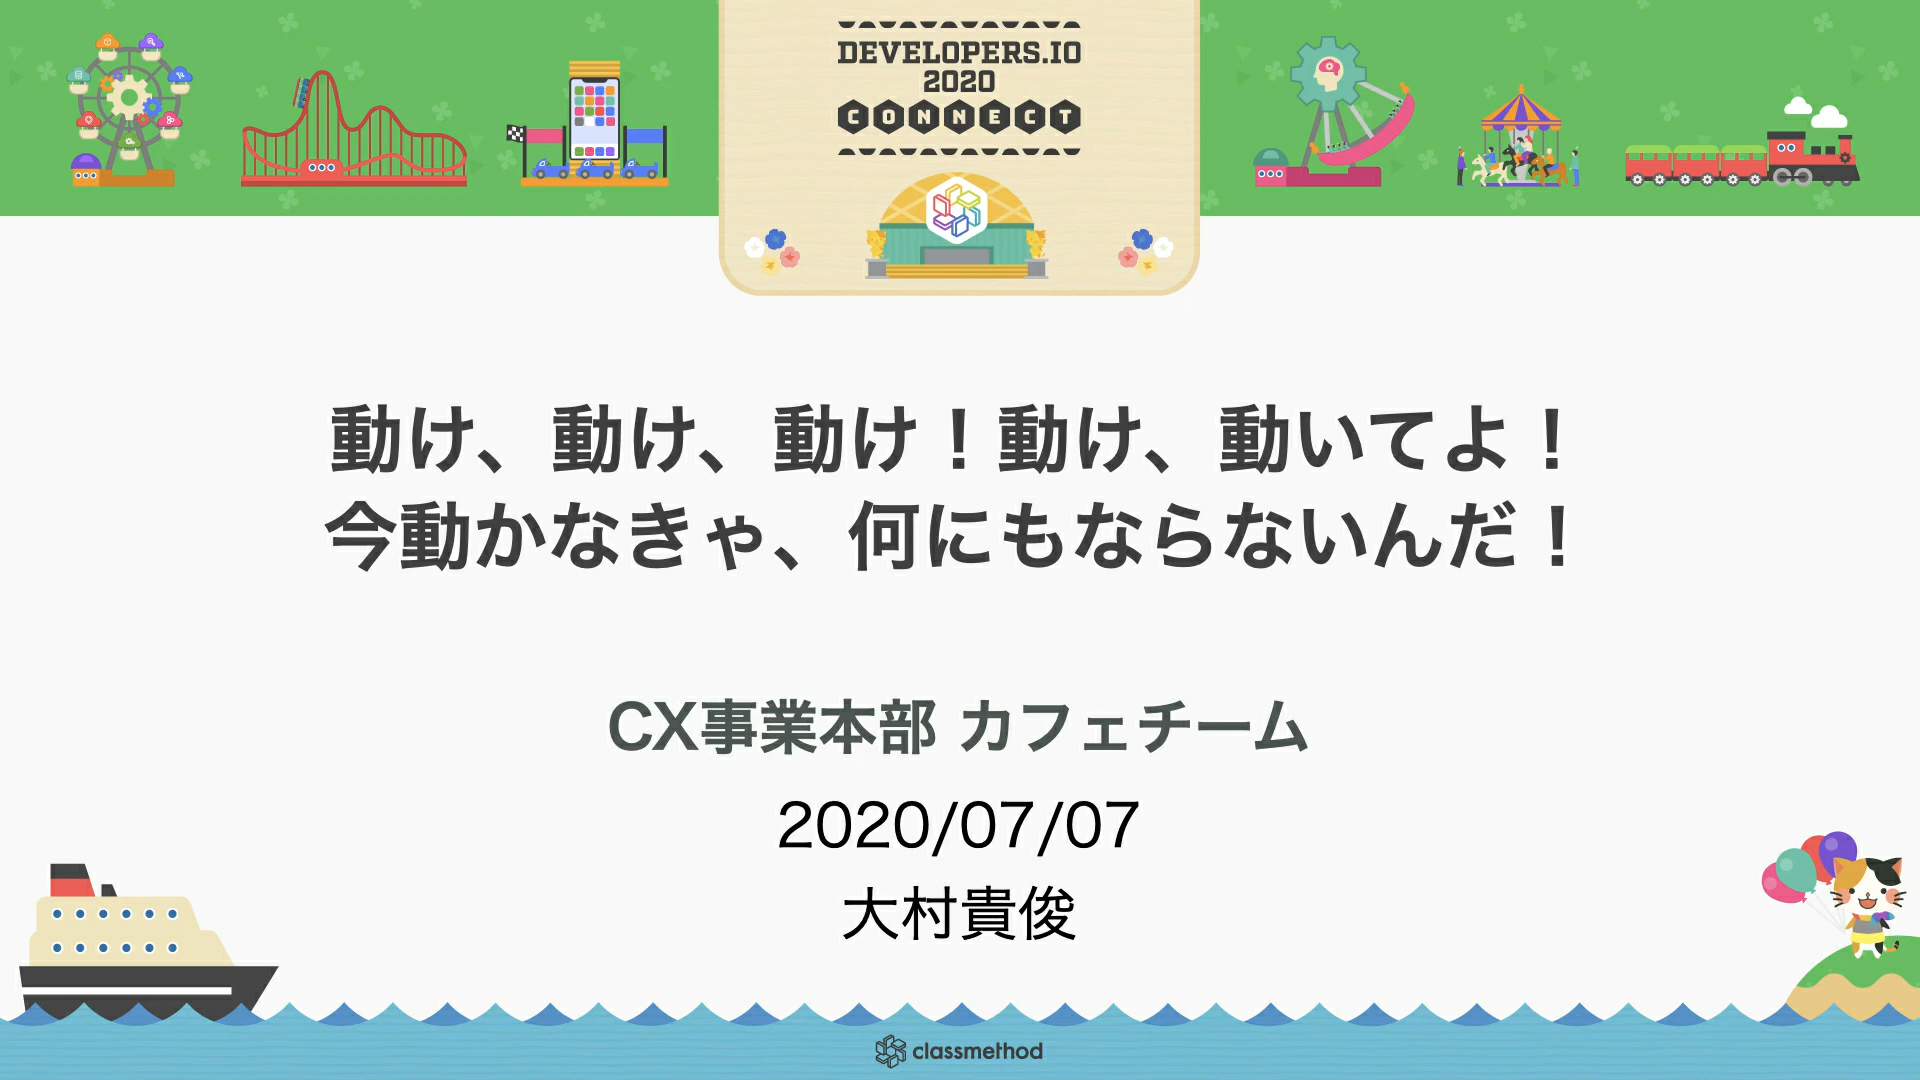 DEVELOPERS.IO
2020
CONNECT
動け、動け、動け！動け、動いてよ！
今動かなきゃ、何にもならないんだ！
CX事業本部 カフェチーム
2020/07/07
大村貴俊
classmethod